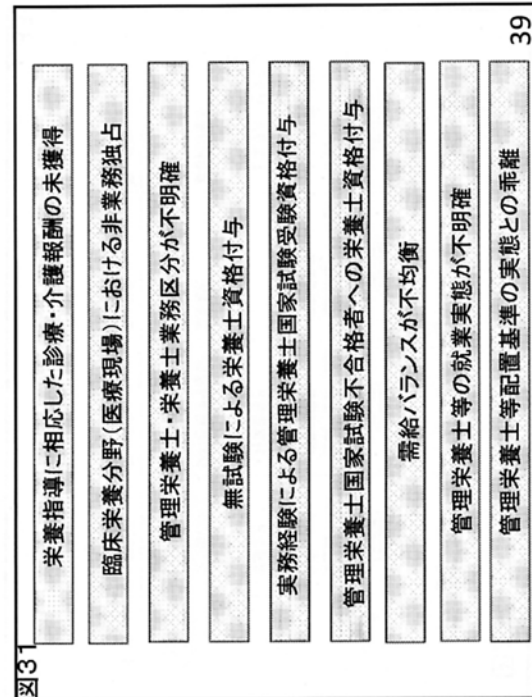 図31
栄養指導に相応した診療・介護報酬の未獲得
臨床栄養分野(医療現場)における非業務独占
管理栄養士・栄養士業務区分が不明確
無試験による栄養士資格付与
実務経験による管理栄養士国家試験受験資格付与
管理栄養士国家試験不合格者への栄養士資格付与
需給バランスが不均衡
管理栄養士等の就業実態が不明確
管理栄養士等配置基準の実態との乖離
39